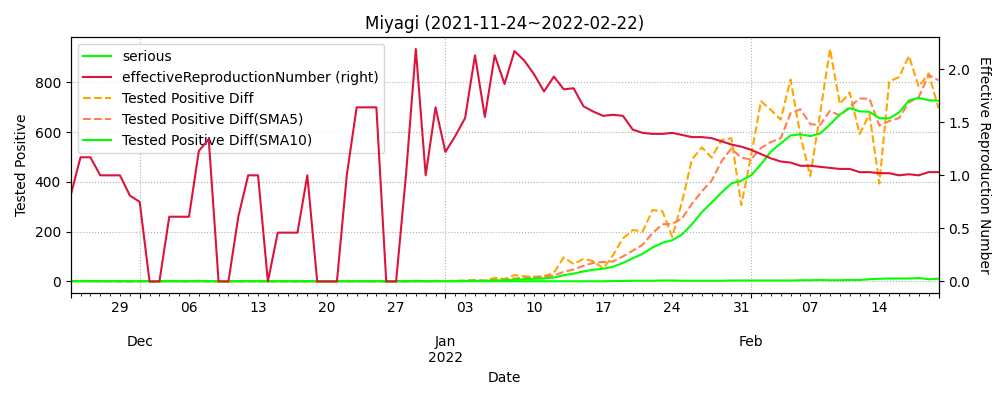 Miyagi (2021-11-24~2022-02-22)
serious
effectiveReproductionNumber (right)
Tested Positive Diff
Tested Positive Diff(SMA5)
Tested Positive Diff(SMA10)
Tested Positive
800
600
400
200
0
Effective Reproduction Number
2.0
1.5
1.0
0.5
0.0
29 06 13 20 27 03 10 17 24 31 07 14
Dec Jan Feb
2022
Date